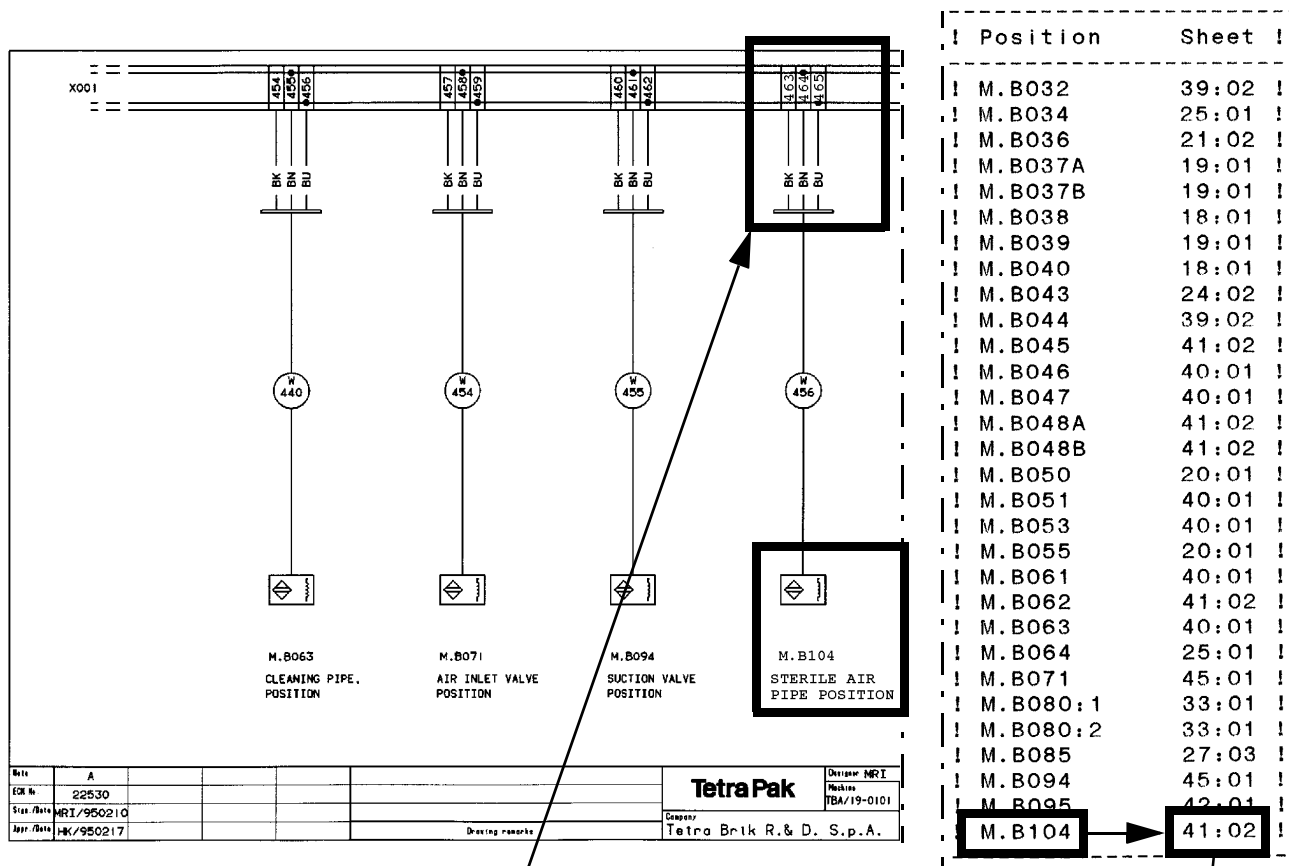 X001
454 455 456
457 458 459
460 461 462
463 464 465
BK BN BU
BK BN BU
BK BN BU
BK BN BU
W 440
W 454
W 455
W 456
M.B063
CLEANING PIPE.
POSITION
M.B071
AIR INLET VALVE
POSITION
M.B094
SUCTION VALVE
POSITION
M.B104
STERILE AIR
PIPE POSITION
Note A
ECN No 22530
Sign./Date MRI/950210
Appr./Date HK/950217
Drawing remarks
Tetra Pak
Designer MRI
Machine
TBA/19-0101
Company
Tetra Brik R.& D. S.p.A.
! Position Sheet !
! M.B032 39:02 !
! M.B034 25:01 !
! M.B036 21:02 !
! M.B037A 19:01 !
! M.B037B 19:01 !
! M.B038 18:01 !
! M.B039 19:01 !
! M.B040 18:01 !
! M.B043 24:02 !
! M.B044 39:02 !
! M.B045 41:02 !
! M.B046 40:01 !
! M.B047 40:01 !
! M.B048A 41:02 !
! M.B048B 41:02 !
! M.B050 20:01 !
! M.B051 40:01 !
! M.B053 40:01 !
! M.B055 20:01 !
! M.B061 40:01 !
! M.B062 41:02 !
! M.B063 40:01 !
! M.B064 25:01 !
! M.B071 45:01 !
! M.B080:1 33:01 !
! M.B080:2 33:01 !
! M.B085 27:03 !
! M.B094 45:01 !
! M.B095 42:01 !
! M.B104 41:02 !